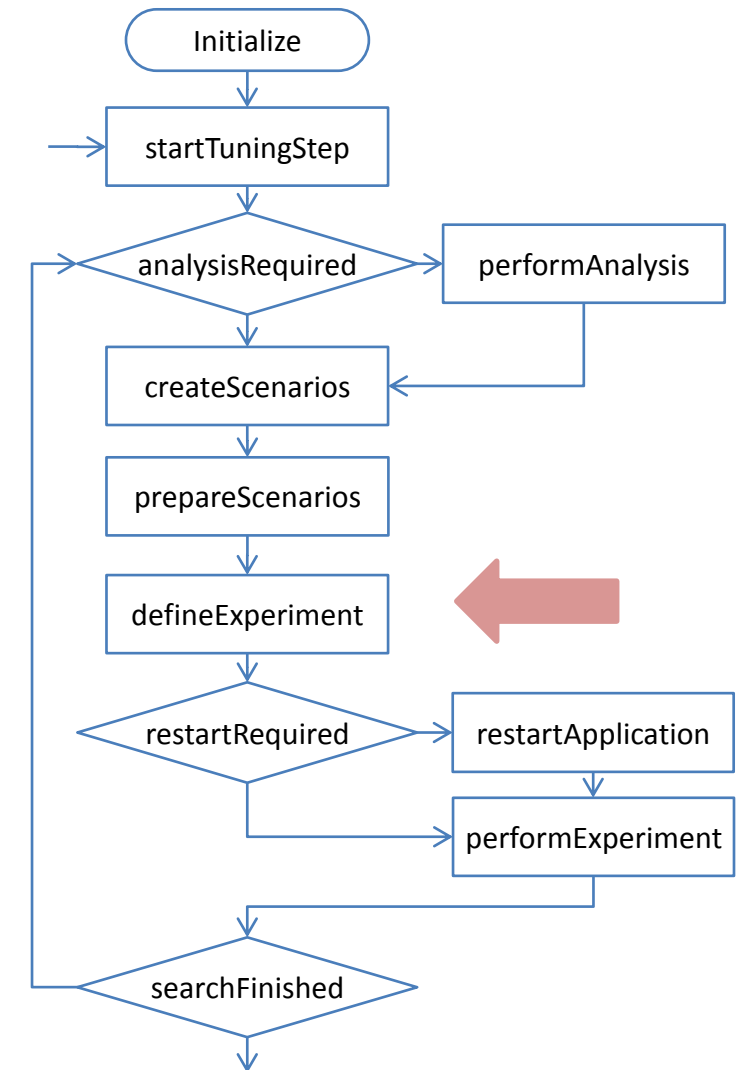 Initialize
startTuningStep
analysisRequired
performAnalysis
createScenarios
prepareScenarios
defineExperiment
restartRequired
restartApplication
performExperiment
searchFinished